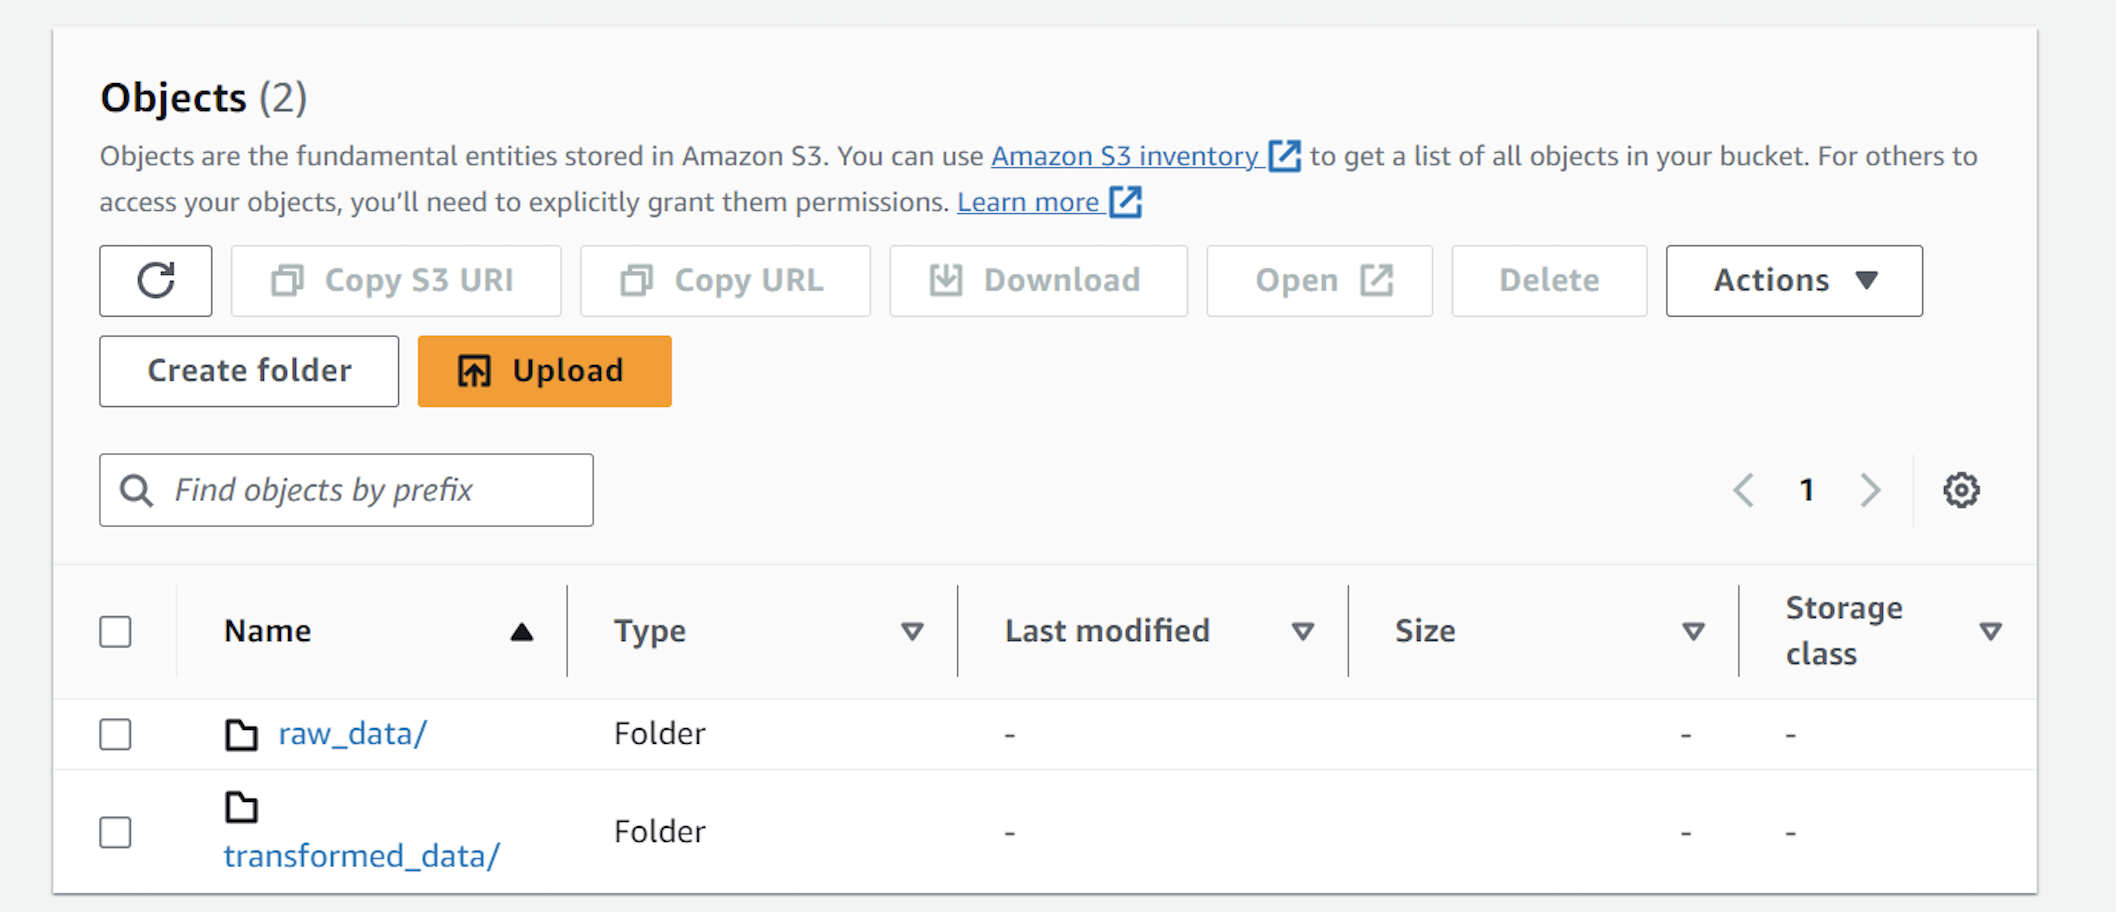 Objects (2)
Objects are the fundamental entities stored in Amazon S3. You can use Amazon S3 inventory to get a list of all objects in your bucket. For others to
access your objects, you’ll need to explicitly grant them permissions. Learn more
Copy S3 URI Copy URL Download Open Delete Actions
Create folder Upload
Find objects by prefix 1
Name Type Last modified Size Storage class
raw_data/ Folder - - -
transformed_data/ Folder - - -